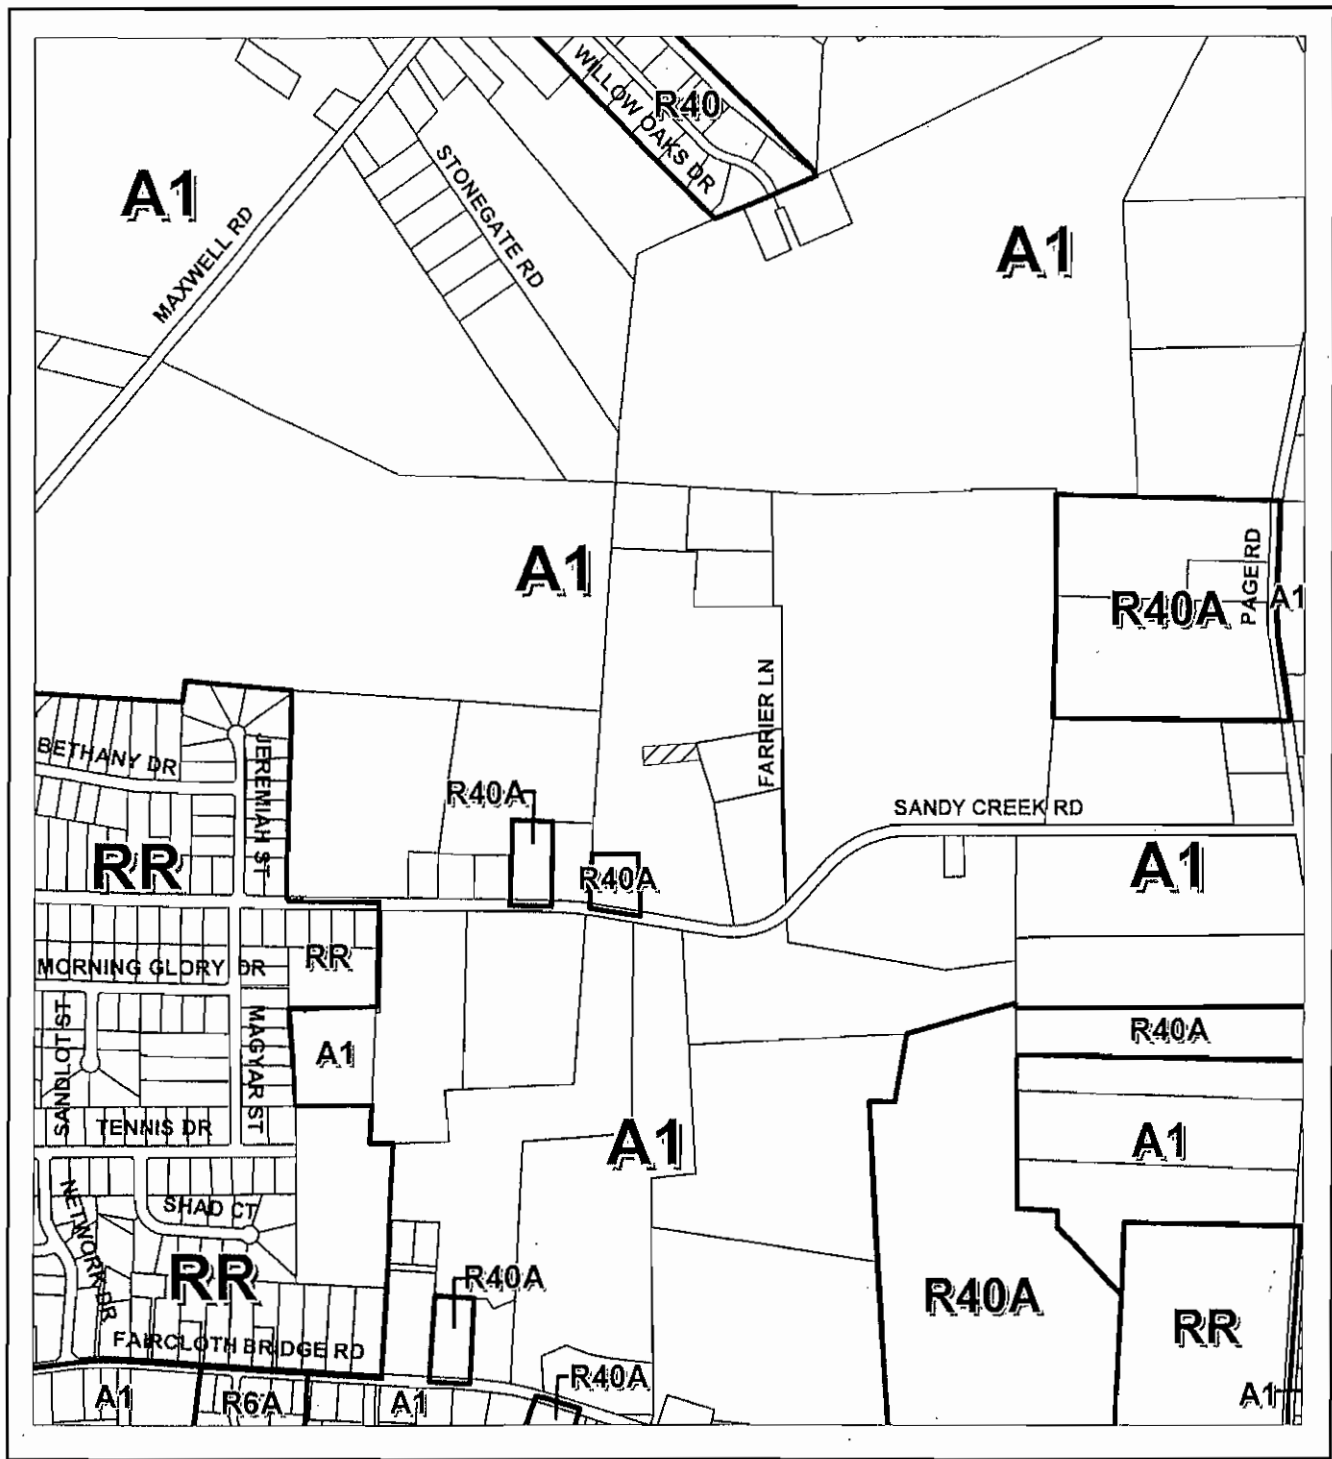 WILLOW OAKS DR
R40
A1
STONEGATE RD
MAXWELL RD
A1
A1
PAGE RD
R40A
A1
FARRIER LN
BETHANY DR
JEREMIAH ST
R40A
SANDY CREEK RD
RR
R40A
A1
RR
MORNING GLORY DR
SANDLOT ST
MAGYAR ST
A1
R40A
TENNIS DR
A1
A1
NETWORK DR
SHAD CT
RR
R40A
R40A
RR
FAIRCLOTH BRIDGE RD
R40A
A1
R6A
A1
A1